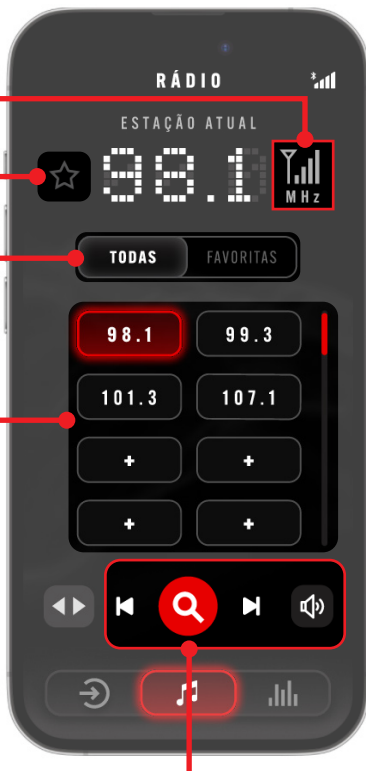 RÁDIO
ESTAÇÃO ATUAL
98.1
MHz
TODAS FAVORITAS
98.1 99.3
101.3 107.1
+ +
+ +